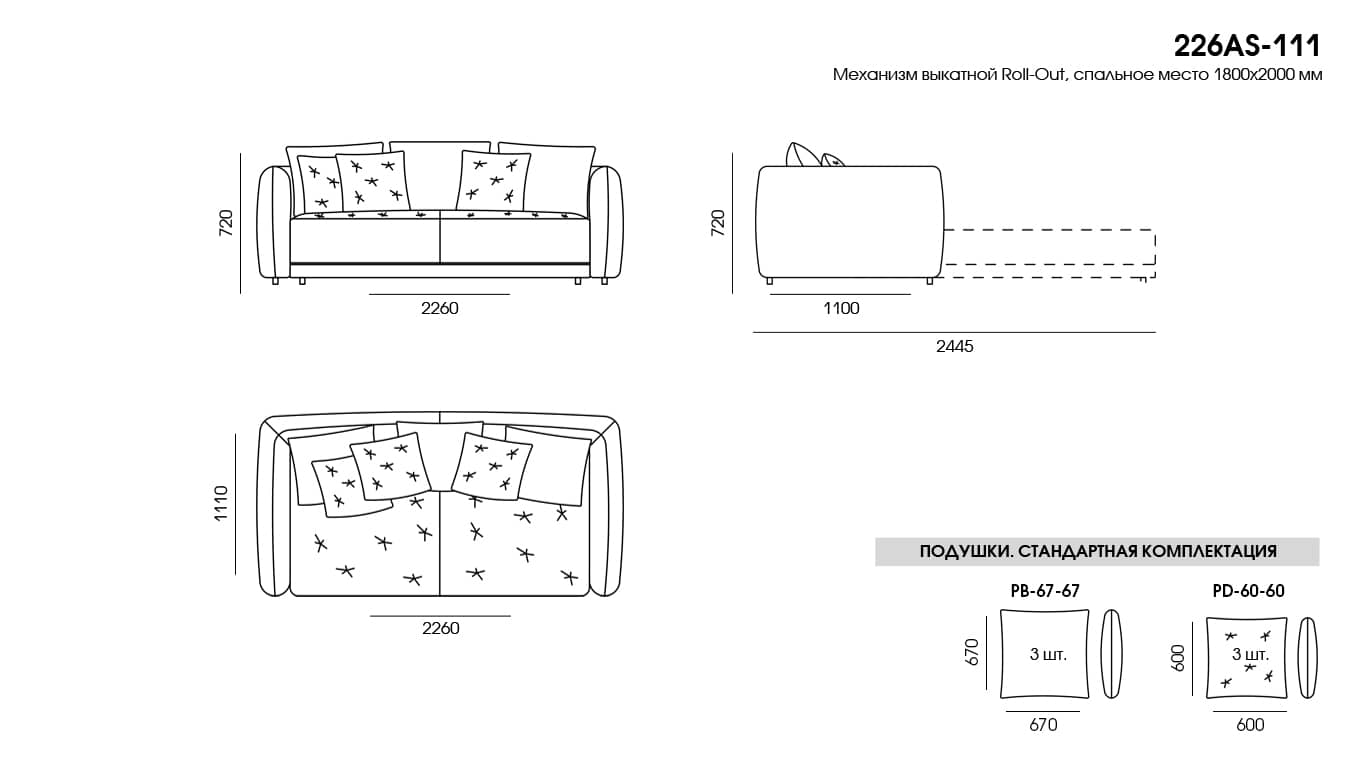 226AS-111
Механизм выкатной Roll-Out, спальное место 1800x2000 мм
720
2260
720
1100
2445
1110
2260
ПОДУШКИ. СТАНДАРТНАЯ КОМПЛЕКТАЦИЯ
PB-67-67
PD-60-60
670
3 шт.
600
3 шт.
670
600